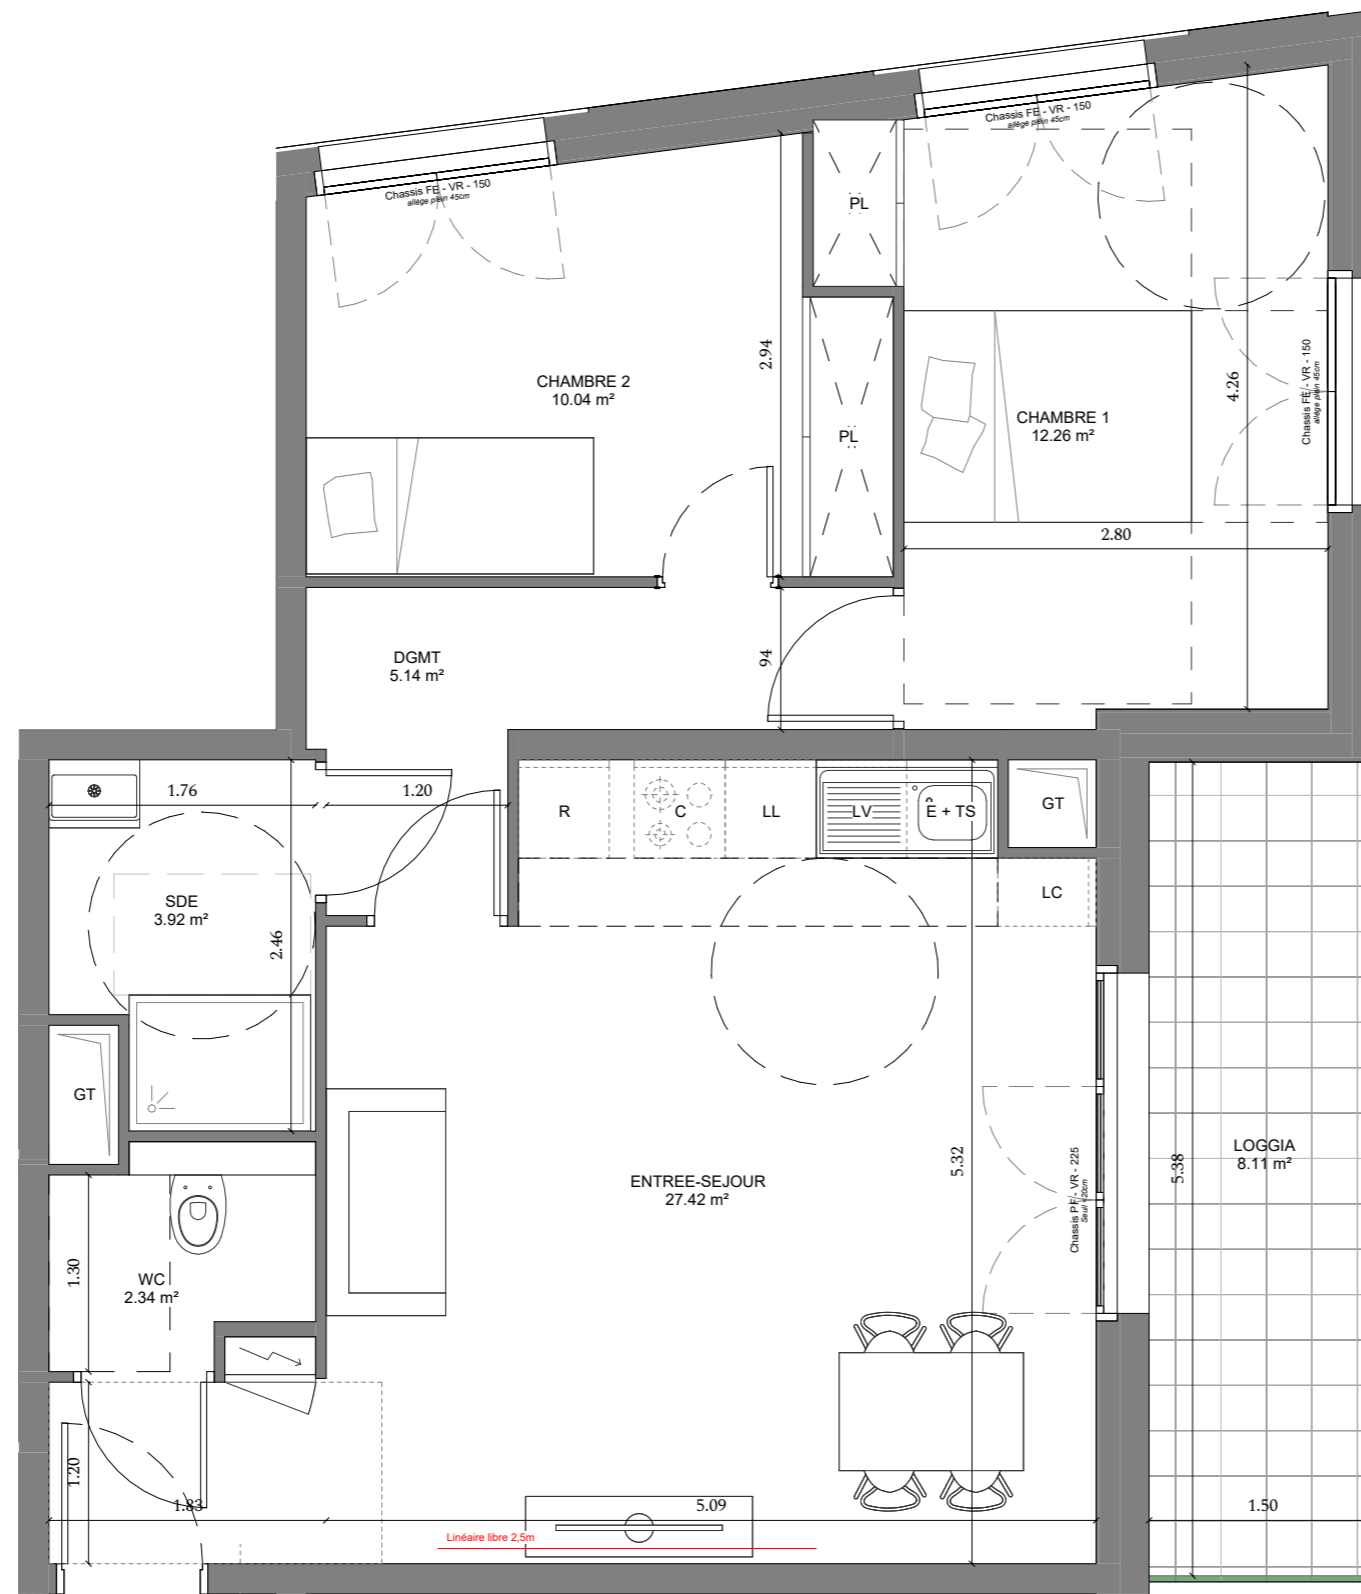 Chassis FE - VR - 150
allège plein 45cm
Chassis FE - VR - 150
allège plein 45cm
PL
2.94
CHAMBRE 2
10.04 m²
PL
CHAMBRE 1
12.26 m²
4.26
Chassis FE - VR - 150
allège plein 45cm
2.80
DGMT
5.14 m²
94
1.76
1.20
R
C
LL
LV
E + TS
GT
LC
SDE
3.92 m²
2.46
GT
ENTREE-SEJOUR
27.42 m²
5.32
Chassis PF - VR - 225
Seuil <20cm
5.38
LOGGIA
8.11 m²
1.30
WC
2.34 m²
1.20
1.83
5.09
1.50
Linéaire libre 2,5m